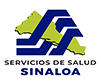 SERVICIOS DE SALUD
SINALOA